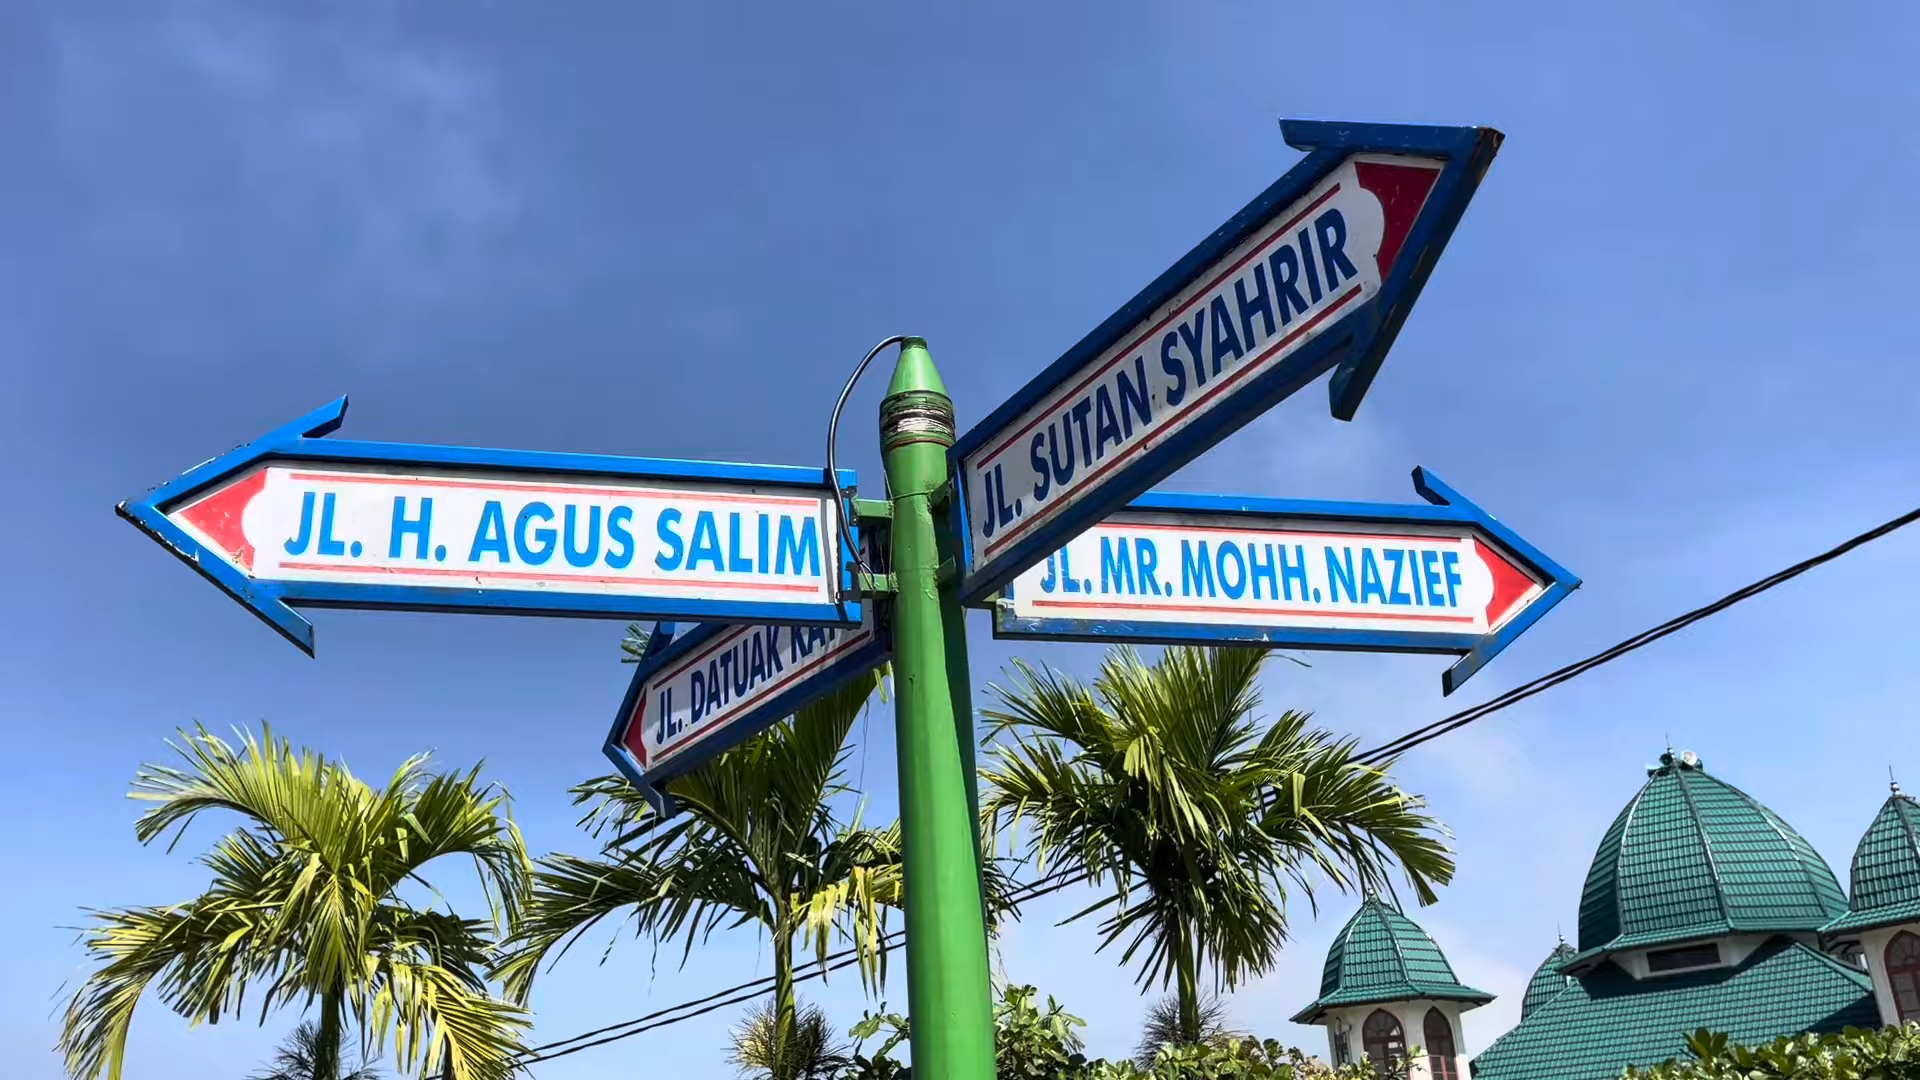 JL. SUTAN SYAHRIR
JL. H. AGUS SALIM
JL. MR. MOHH. NAZIEF
JL. DATUAK